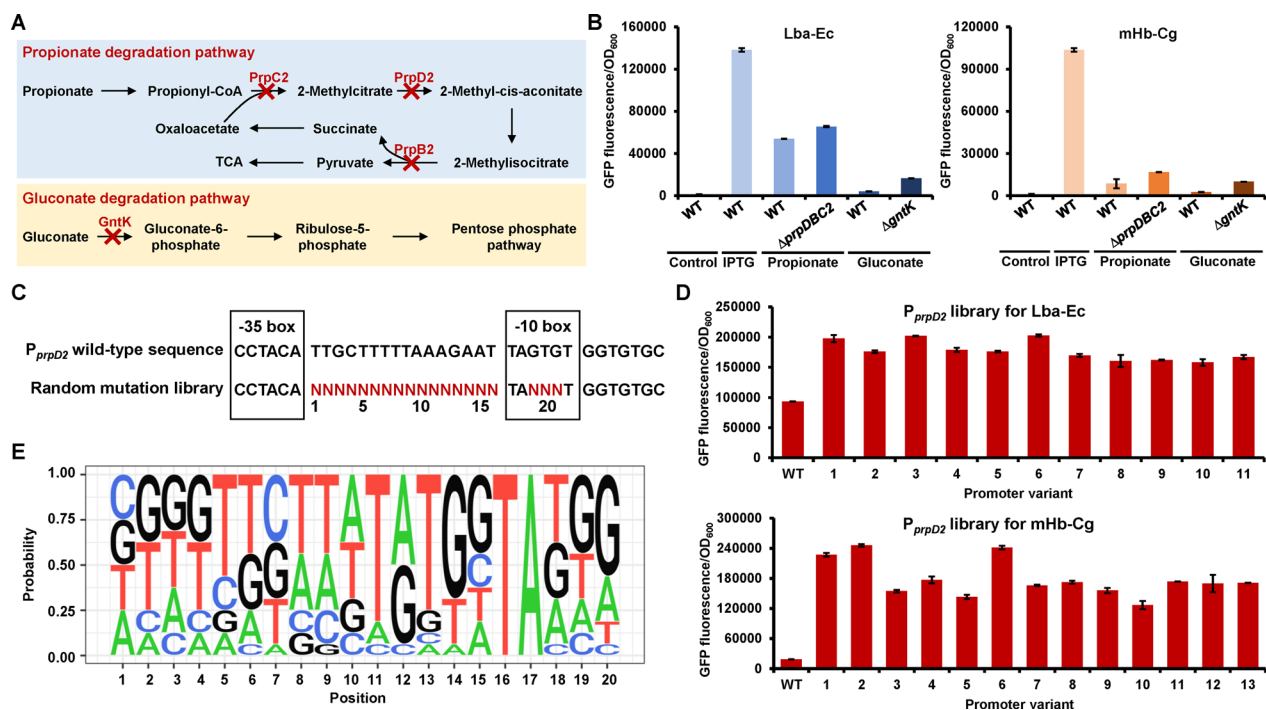 A
Propionate degradation pathway
PrpC2
PrpD2
Propionate
Propionyl-CoA
2-Methylcitrate
2-Methyl-cis-aconitate
Oxaloacetate
Succinate
PrpB2
TCA
Pyruvate
2-Methylisocitrate
Gluconate degradation pathway
GntK
Gluconate
Gluconate-6-
phosphate
Ribulose-5-
phosphate
Pentose phosphate
pathway
B
Lba-Ec
GFP fluorescence/OD600
160000
120000
80000
40000
0
WT
WT
WT
ΔprpDBC2
WT
ΔgntK
Control
IPTG
Propionate
Gluconate
mHb-Cg
GFP fluorescence/OD600
120000
90000
60000
30000
0
WT
WT
WT
ΔprpDBC2
WT
ΔgntK
Control
IPTG
Propionate
Gluconate
C
-35 box
-10 box
PprpD2 wild-type sequence
CCTACA
TTGCTTTTTAAAGAAT
TAGTGT
GGTGTGC
Random mutation library
CCTACA
NNNNNNNNNNNNNNNN
TANNNT
GGTGTGC
1 5 10 15 20
D
PprpD2 library for Lba-Ec
GFP fluorescence/OD600
250000
200000
150000
100000
50000
0
WT 1 2 3 4 5 6 7 8 9 10 11
Promoter variant
PprpD2 library for mHb-Cg
GFP fluorescence/OD600
300000
240000
180000
120000
60000
0
WT 1 2 3 4 5 6 7 8 9 10 11 12 13
Promoter variant
E
Probability
1.00
0.75
0.50
0.25
0.00
1 2 3 4 5 6 7 8 9 10 11 12 13 14 15 16 17 18 19 20
Position